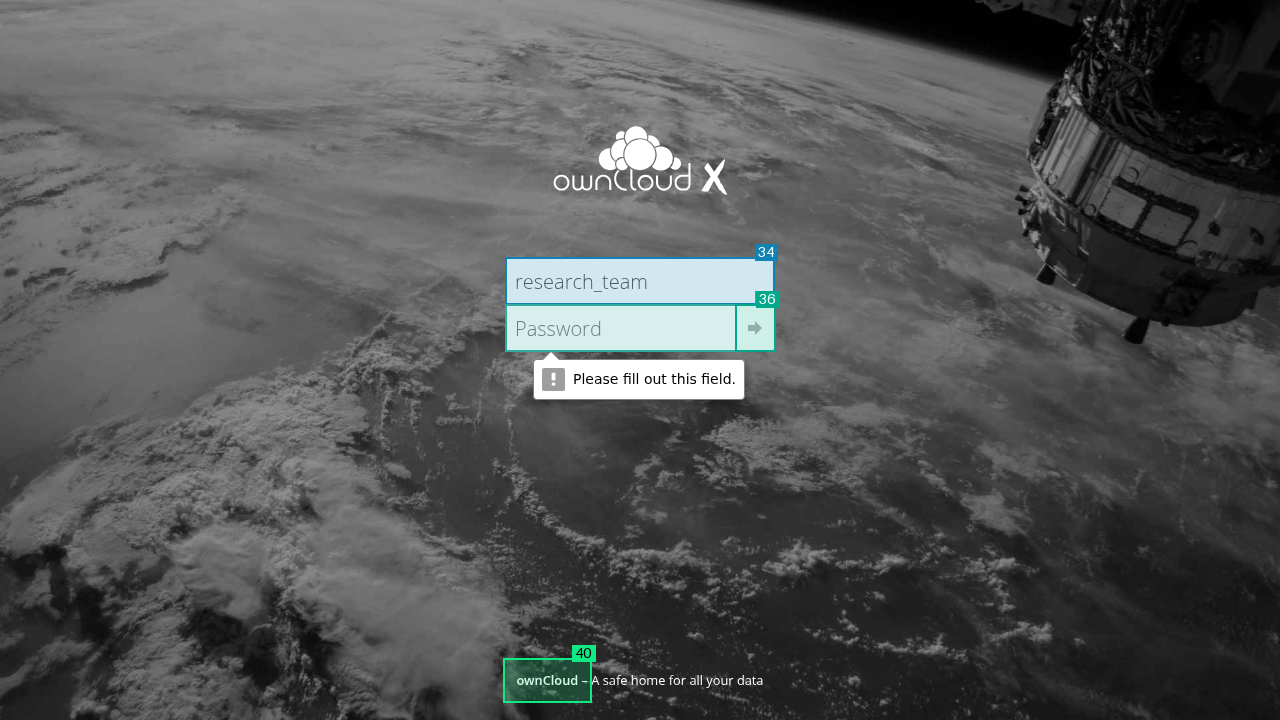 ownCloud X
34
research_team
36
Password
Please fill out this field.
40
ownCloud – A safe home for all your data